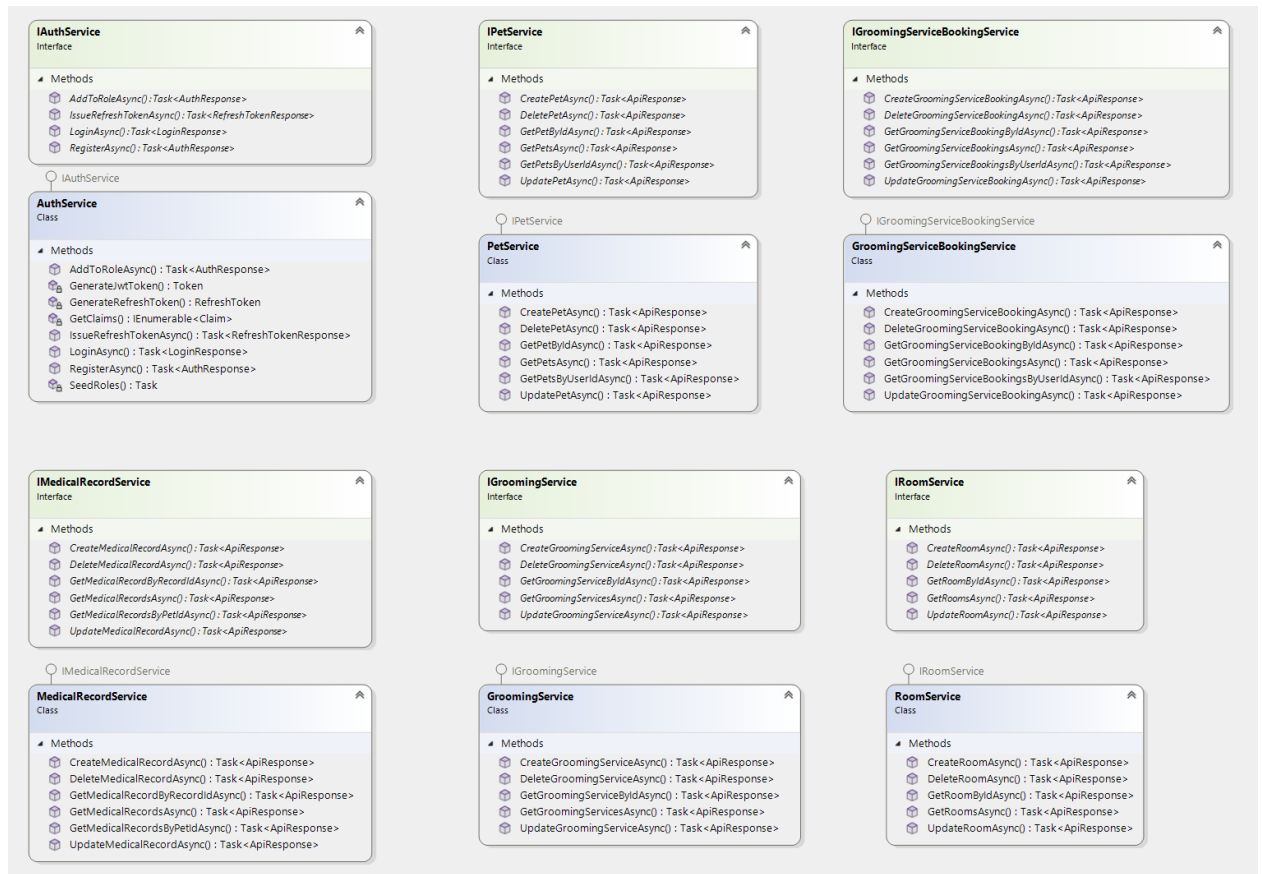 IAuthService
Interface
Methods
AddToRoleAsync() : Task<AuthResponse>
IssueRefreshTokenAsync() : Task<RefreshTokenResponse>
LoginAsync() : Task<LoginResponse>
RegisterAsync() : Task<AuthResponse>
IAuthService
AuthService
Class
Methods
AddToRoleAsync() : Task<AuthResponse>
GenerateJwtToken() : Token
GenerateRefreshToken() : RefreshToken
GetClaims() : IEnumerable<Claim>
IssueRefreshTokenAsync() : Task<RefreshTokenResponse>
LoginAsync() : Task<LoginResponse>
RegisterAsync() : Task<AuthResponse>
SeedRoles() : Task
IPetService
Interface
Methods
CreatePetAsync() : Task<ApiResponse>
DeletePetAsync() : Task<ApiResponse>
GetPetByIdAsync() : Task<ApiResponse>
GetPetsAsync() : Task<ApiResponse>
GetPetsByUserIdAsync() : Task<ApiResponse>
UpdatePetAsync() : Task<ApiResponse>
IPetService
PetService
Class
Methods
CreatePetAsync() : Task<ApiResponse>
DeletePetAsync() : Task<ApiResponse>
GetPetByIdAsync() : Task<ApiResponse>
GetPetsAsync() : Task<ApiResponse>
GetPetsByUserIdAsync() : Task<ApiResponse>
UpdatePetAsync() : Task<ApiResponse>
IGroomingServiceBookingService
Interface
Methods
CreateGroomingServiceBookingAsync() : Task<ApiResponse>
DeleteGroomingServiceBookingAsync() : Task<ApiResponse>
GetGroomingServiceBookingByIdAsync() : Task<ApiResponse>
GetGroomingServiceBookingsAsync() : Task<ApiResponse>
GetGroomingServiceBookingsByUserIdAsync() : Task<ApiResponse>
UpdateGroomingServiceBookingAsync() : Task<ApiResponse>
IGroomingServiceBookingService
GroomingServiceBookingService
Class
Methods
CreateGroomingServiceBookingAsync() : Task<ApiResponse>
DeleteGroomingServiceBookingAsync() : Task<ApiResponse>
GetGroomingServiceBookingByIdAsync() : Task<ApiResponse>
GetGroomingServiceBookingsAsync() : Task<ApiResponse>
GetGroomingServiceBookingsByUserIdAsync() : Task<ApiResponse>
UpdateGroomingServiceBookingAsync() : Task<ApiResponse>
IMedicalRecordService
Interface
Methods
CreateMedicalRecordAsync() : Task<ApiResponse>
DeleteMedicalRecordAsync() : Task<ApiResponse>
GetMedicalRecordByRecordIdAsync() : Task<ApiResponse>
GetMedicalRecordsAsync() : Task<ApiResponse>
GetMedicalRecordsByPetIdAsync() : Task<ApiResponse>
UpdateMedicalRecordAsync() : Task<ApiResponse>
IMedicalRecordService
MedicalRecordService
Class
Methods
CreateMedicalRecordAsync() : Task<ApiResponse>
DeleteMedicalRecordAsync() : Task<ApiResponse>
GetMedicalRecordByRecordIdAsync() : Task<ApiResponse>
GetMedicalRecordsAsync() : Task<ApiResponse>
GetMedicalRecordsByPetIdAsync() : Task<ApiResponse>
UpdateMedicalRecordAsync() : Task<ApiResponse>
IGroomingService
Interface
Methods
CreateGroomingServiceAsync() : Task<ApiResponse>
DeleteGroomingServiceAsync() : Task<ApiResponse>
GetGroomingServiceByIdAsync() : Task<ApiResponse>
GetGroomingServicesAsync() : Task<ApiResponse>
UpdateGroomingServiceAsync() : Task<ApiResponse>
IGroomingService
GroomingService
Class
Methods
CreateGroomingServiceAsync() : Task<ApiResponse>
DeleteGroomingServiceAsync() : Task<ApiResponse>
GetGroomingServiceByIdAsync() : Task<ApiResponse>
GetGroomingServicesAsync() : Task<ApiResponse>
UpdateGroomingServiceAsync() : Task<ApiResponse>
IRoomService
Interface
Methods
CreateRoomAsync() : Task<ApiResponse>
DeleteRoomAsync() : Task<ApiResponse>
GetRoomByIdAsync() : Task<ApiResponse>
GetRoomsAsync() : Task<ApiResponse>
UpdateRoomAsync() : Task<ApiResponse>
IRoomService
RoomService
Class
Methods
CreateRoomAsync() : Task<ApiResponse>
DeleteRoomAsync() : Task<ApiResponse>
GetRoomByIdAsync() : Task<ApiResponse>
GetRoomsAsync() : Task<ApiResponse>
UpdateRoomAsync() : Task<ApiResponse>